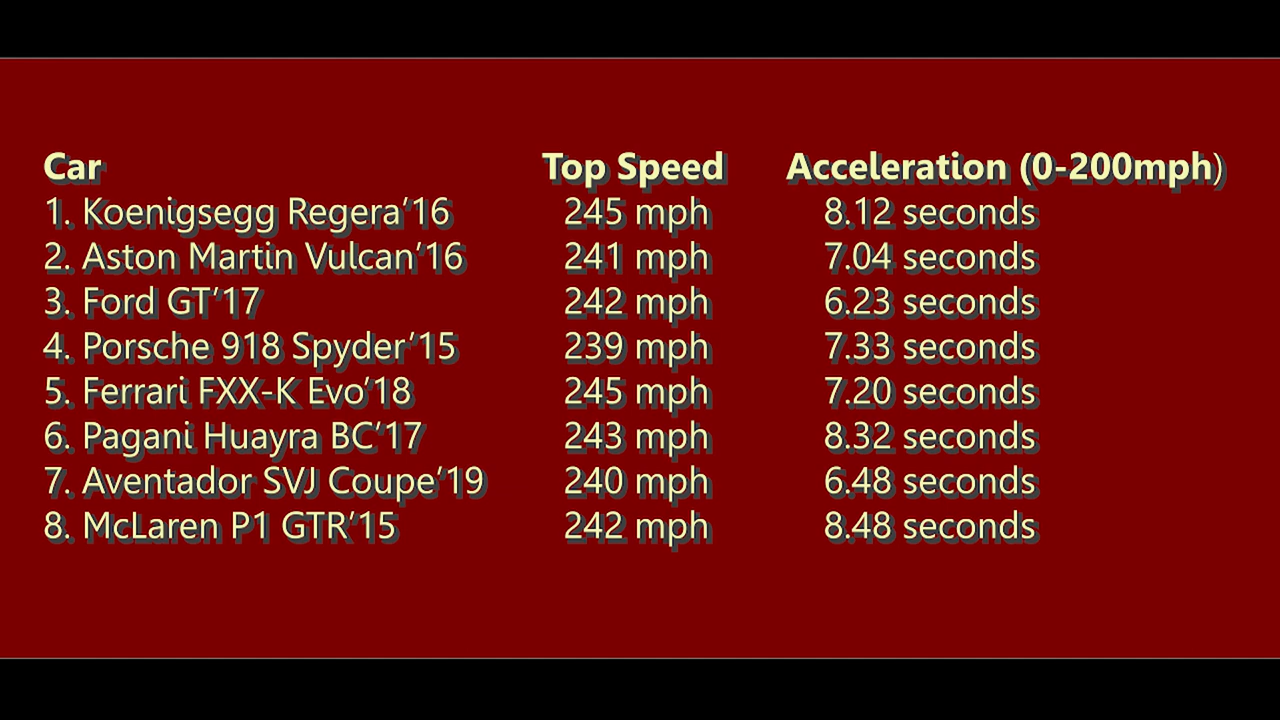 Car Top Speed Acceleration (0-200mph)
1. Koenigsegg Regera’16 245 mph 8.12 seconds
2. Aston Martin Vulcan’16 241 mph 7.04 seconds
3. Ford GT’17 242 mph 6.23 seconds
4. Porsche 918 Spyder’15 239 mph 7.33 seconds
5. Ferrari FXX-K Evo’18 245 mph 7.20 seconds
6. Pagani Huayra BC’17 243 mph 8.32 seconds
7. Aventador SVJ Coupe’19 240 mph 6.48 seconds
8. McLaren P1 GTR’15 242 mph 8.48 seconds